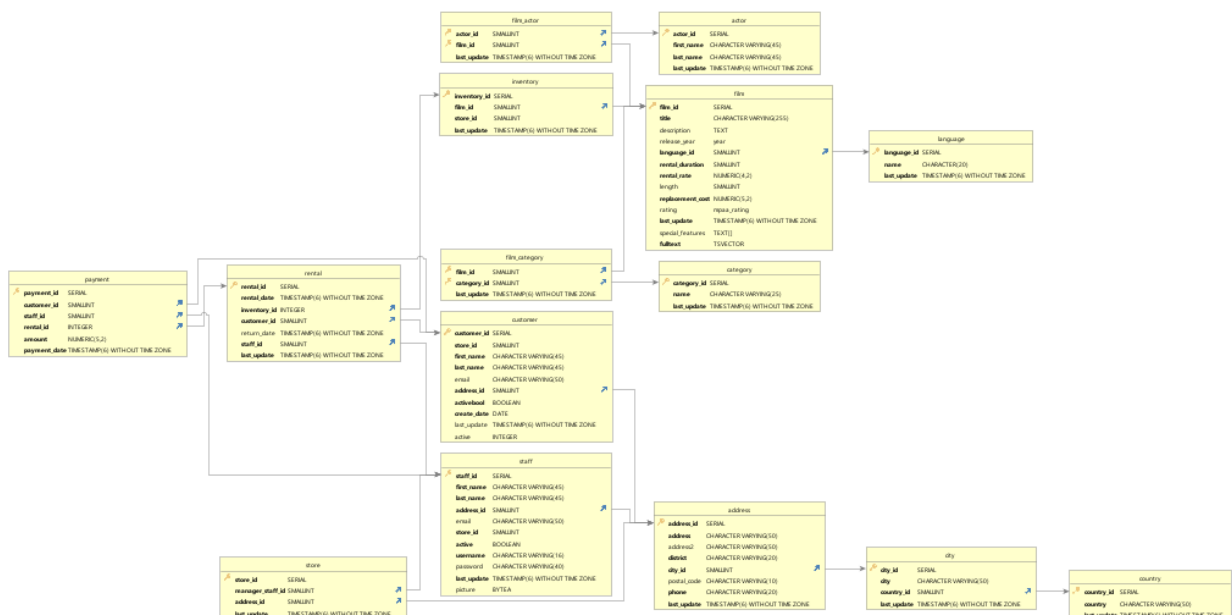 film_actor
actor_id SMALLINT
film_id SMALLINT
last_update TIMESTAMP(6) WITHOUT TIME ZONE
actor
actor_id SERIAL
first_name CHARACTER VARYING(45)
last_name CHARACTER VARYING(45)
last_update TIMESTAMP(6) WITHOUT TIME ZONE
inventory
inventory_id SERIAL
film_id SMALLINT
store_id SMALLINT
last_update TIMESTAMP(6) WITHOUT TIME ZONE
film
film_id SERIAL
title CHARACTER VARYING(255)
description TEXT
release_year year
language_id SMALLINT
rental_duration SMALLINT
rental_rate NUMERIC(4,2)
length SMALLINT
replacement_cost NUMERIC(5,2)
rating mpaa_rating
last_update TIMESTAMP(6) WITHOUT TIME ZONE
special_features TEXT[]
fulltext TSVECTOR
language
language_id SERIAL
name CHARACTER(20)
last_update TIMESTAMP(6) WITHOUT TIME ZONE
film_category
film_id SMALLINT
category_id SMALLINT
last_update TIMESTAMP(6) WITHOUT TIME ZONE
category
category_id SERIAL
name CHARACTER VARYING(25)
last_update TIMESTAMP(6) WITHOUT TIME ZONE
payment
payment_id SERIAL
customer_id SMALLINT
staff_id SMALLINT
rental_id INTEGER
amount NUMERIC(5,2)
payment_date TIMESTAMP(6) WITHOUT TIME ZONE
rental
rental_id SERIAL
rental_date TIMESTAMP(6) WITHOUT TIME ZONE
inventory_id INTEGER
customer_id SMALLINT
return_date TIMESTAMP(6) WITHOUT TIME ZONE
staff_id SMALLINT
last_update TIMESTAMP(6) WITHOUT TIME ZONE
customer
customer_id SERIAL
store_id SMALLINT
first_name CHARACTER VARYING(45)
last_name CHARACTER VARYING(45)
email CHARACTER VARYING(50)
address_id SMALLINT
activebool BOOLEAN
create_date DATE
last_update TIMESTAMP(6) WITHOUT TIME ZONE
active INTEGER
staff
staff_id SERIAL
first_name CHARACTER VARYING(45)
last_name CHARACTER VARYING(45)
address_id SMALLINT
email CHARACTER VARYING(50)
store_id SMALLINT
active BOOLEAN
username CHARACTER VARYING(16)
password CHARACTER VARYING(40)
last_update TIMESTAMP(6) WITHOUT TIME ZONE
picture BYTEA
store
store_id SERIAL
manager_staff_id SMALLINT
address_id SMALLINT
last_update TIMESTAMP(6) WITHOUT TIME ZONE
address
address_id SERIAL
address CHARACTER VARYING(50)
address2 CHARACTER VARYING(50)
district CHARACTER VARYING(20)
city_id SMALLINT
postal_code CHARACTER VARYING(10)
phone CHARACTER VARYING(20)
last_update TIMESTAMP(6) WITHOUT TIME ZONE
city
city_id SERIAL
city CHARACTER VARYING(50)
country_id SMALLINT
last_update TIMESTAMP(6) WITHOUT TIME ZONE
country
country_id SERIAL
country CHARACTER VARYING(50)